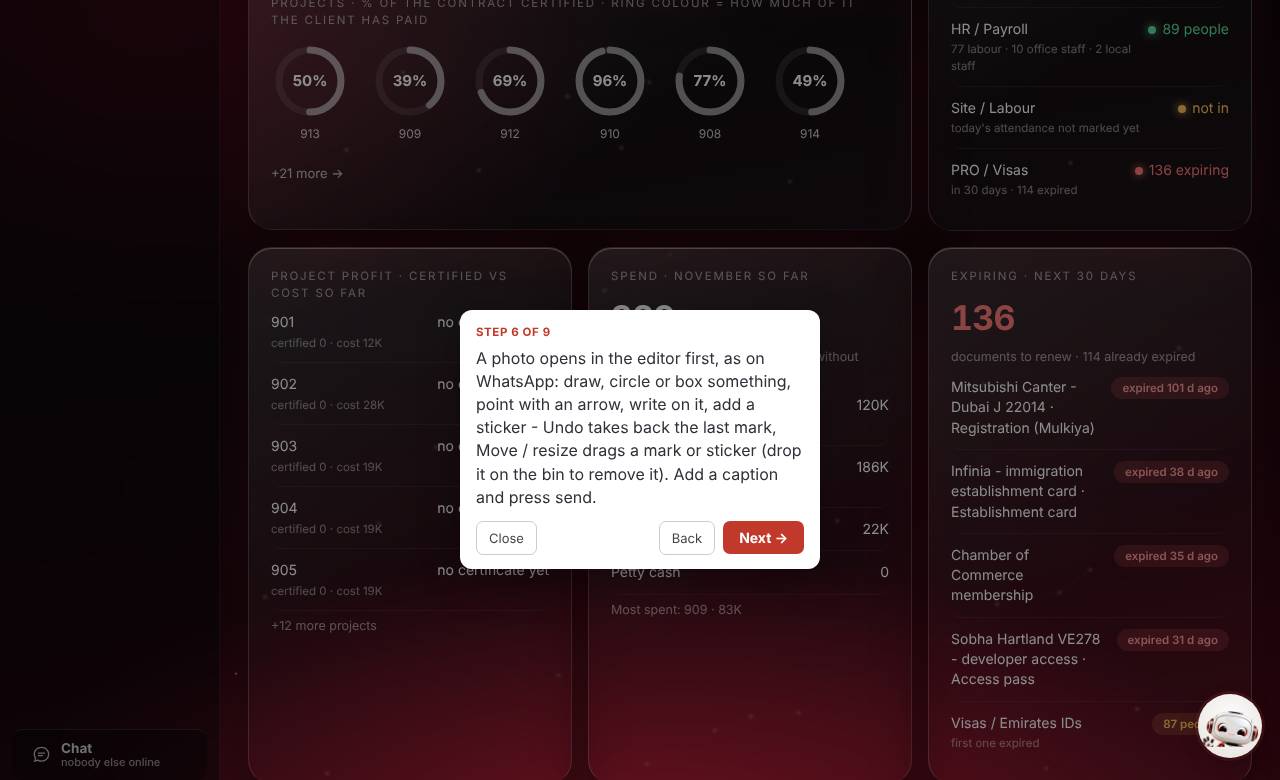 PROJECTS · % OF THE CONTRACT CERTIFIED · RING COLOUR = HOW MUCH OF IT
THE CLIENT HAS PAID
50%
39%
69%
96%
77%
49%
913
909
912
910
908
914
+21 more →
HR / Payroll
89 people
77 labour · 10 office staff · 2 local
staff
Site / Labour
not in
today's attendance not marked yet
PRO / Visas
136 expiring
in 30 days · 114 expired
PROJECT PROFIT · CERTIFIED VS
COST SO FAR
901
no
certified 0 · cost 12K
902
no
certified 0 · cost 28K
903
no
certified 0 · cost 19K
904
no
certified 0 · cost 19K
905
no certificate yet
certified 0 · cost 19K
+12 more projects
SPEND · NOVEMBER SO FAR
without
120K
186K
22K
Petty cash
0
Most spent: 909 · 83K
STEP 6 OF 9
A photo opens in the editor first, as on
WhatsApp: draw, circle or box something,
point with an arrow, write on it, add a
sticker - Undo takes back the last mark,
Move / resize drags a mark or sticker (drop
it on the bin to remove it). Add a caption
and press send.
Close
Back
Next →
EXPIRING · NEXT 30 DAYS
136
documents to renew · 114 already expired
Mitsubishi Canter -
Dubai J 22014 ·
Registration (Mulkiya)
expired 101 d ago
Infinia - immigration
establishment card ·
Establishment card
expired 38 d ago
Chamber of
Commerce
membership
expired 35 d ago
Sobha Hartland VE278
- developer access ·
Access pass
expired 31 d ago
Visas / Emirates IDs
87
first one expired
Chat
nobody else online